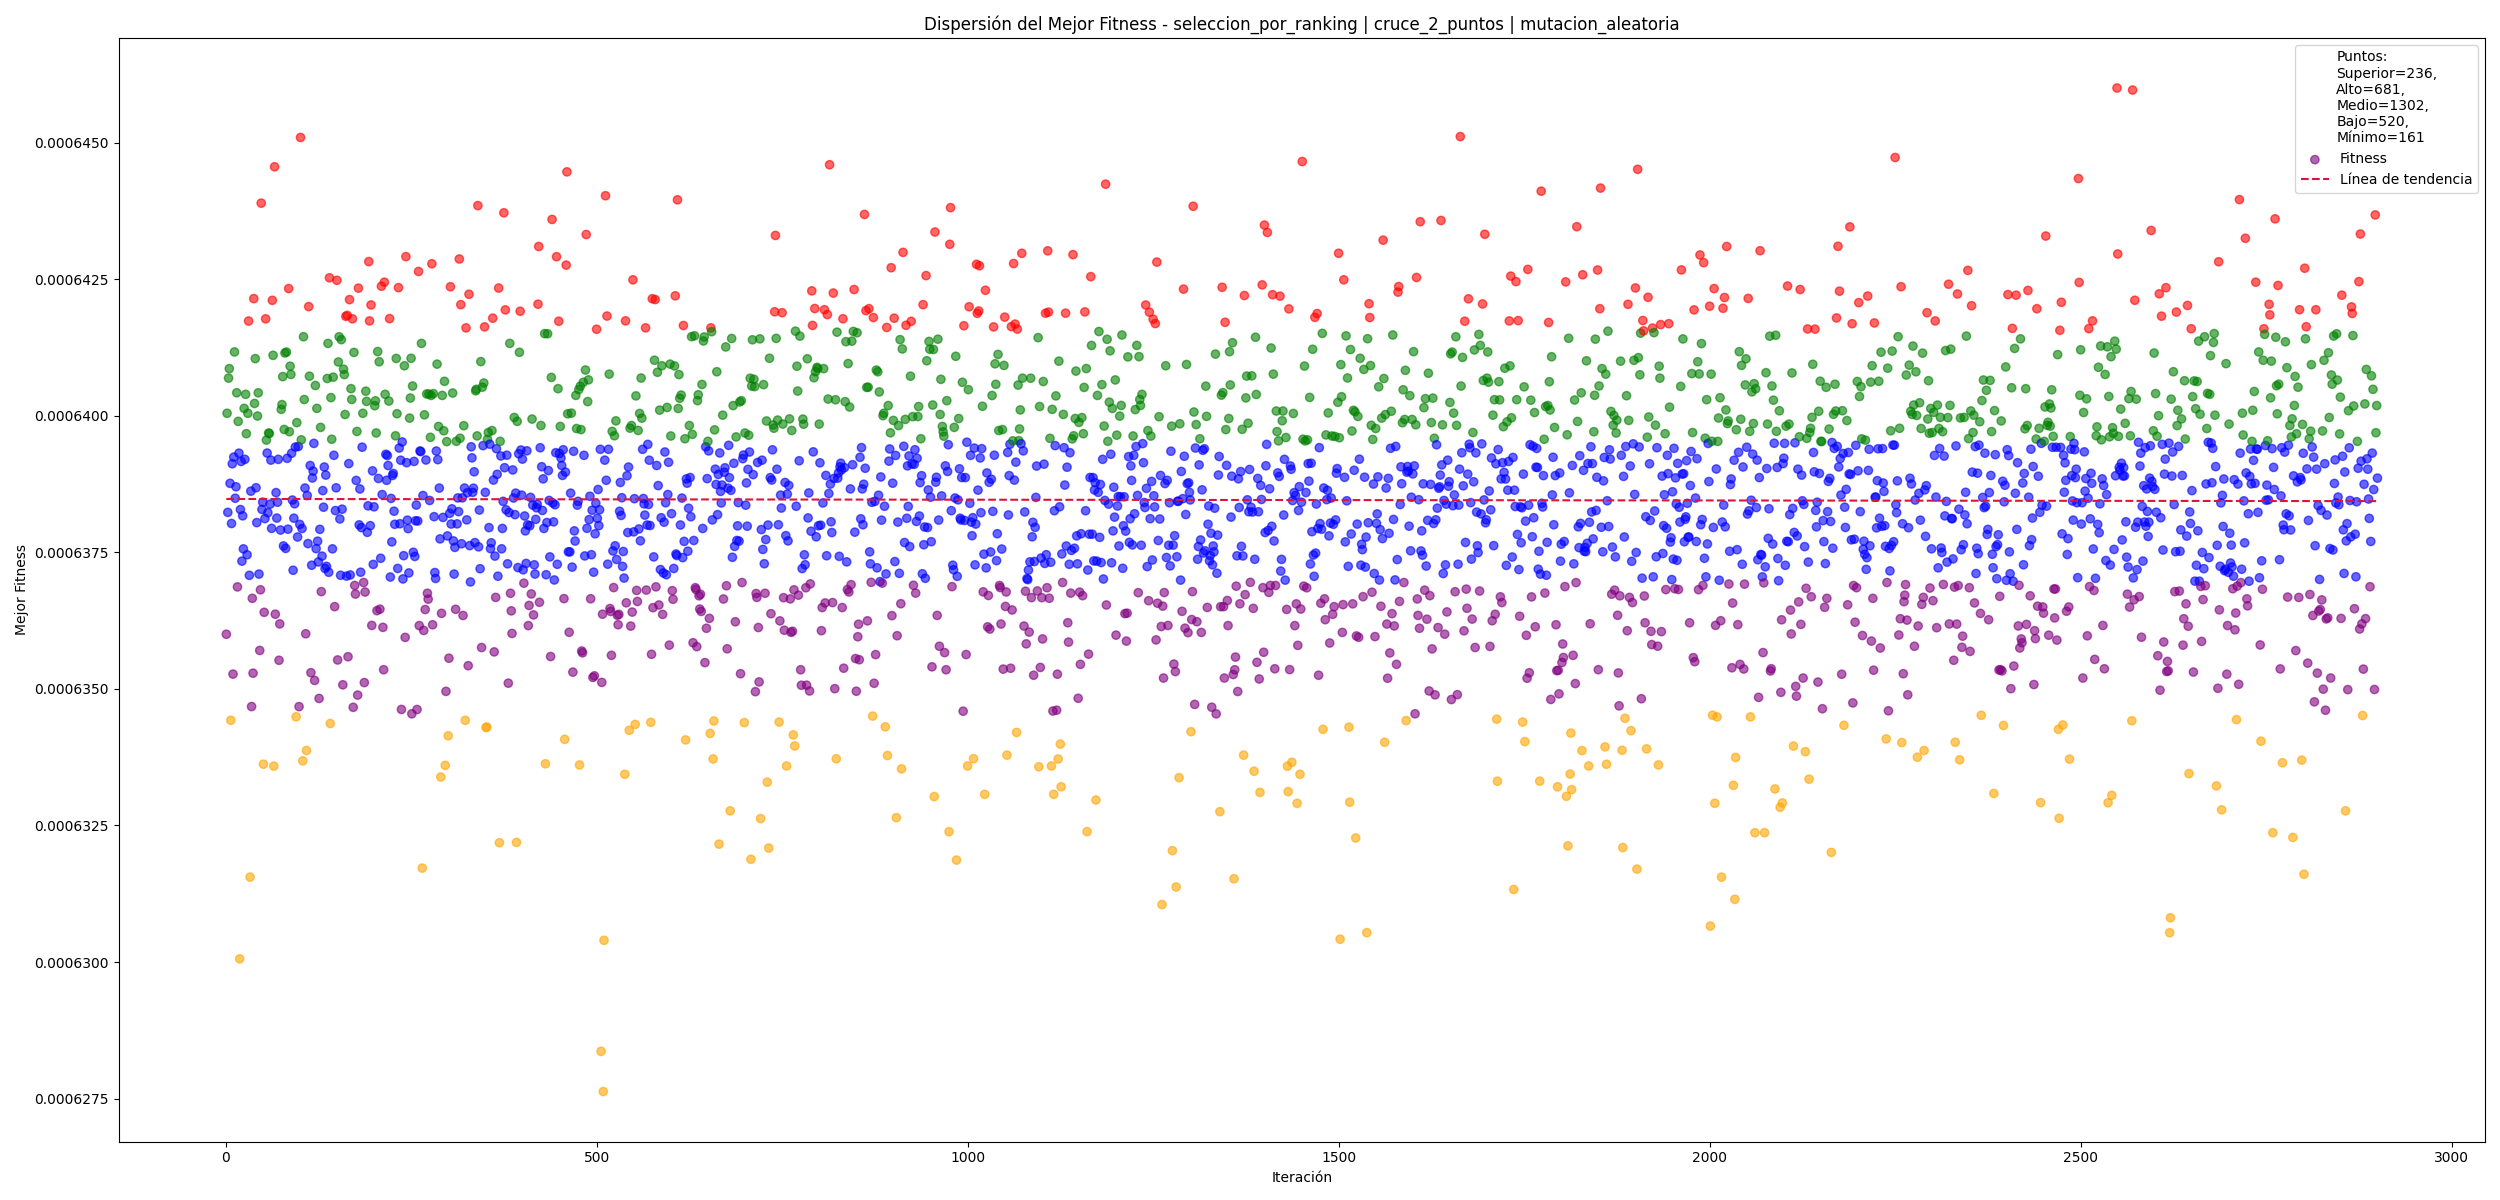 Dispersión del Mejor Fitness - seleccion_por_ranking | cruce_2_puntos | mutacion_aleatoria
Puntos:
Superior=236,
Alto=681,
Medio=1302,
Bajo=520,
Mínimo=161
Fitness
Línea de tendencia
Mejor Fitness
0.0006450
0.0006425
0.0006400
0.0006375
0.0006350
0.0006325
0.0006300
0.0006275
0 500 1000 1500 2000 2500 3000
Iteración